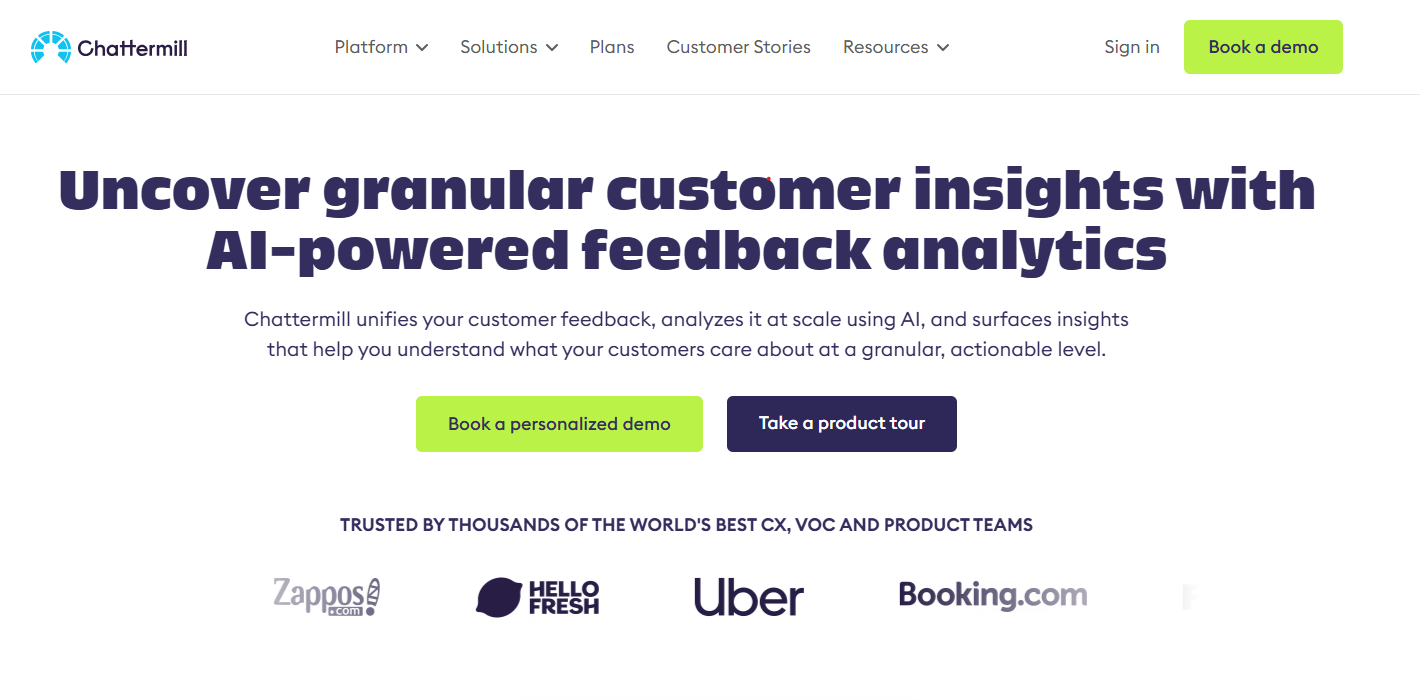 Chattermill
Platform
Solutions
Plans
Customer Stories
Resources
Sign in
Book a demo
Uncover granular customer insights with
AI-powered feedback analytics
Chattermill unifies your customer feedback, analyzes it at scale using AI, and surfaces insights
that help you understand what your customers care about at a granular, actionable level.
Book a personalized demo
Take a product tour
TRUSTED BY THOUSANDS OF THE WORLD'S BEST CX, VOC AND PRODUCT TEAMS
Zappos
.com
HELLO
FRESH
Uber
Booking.com